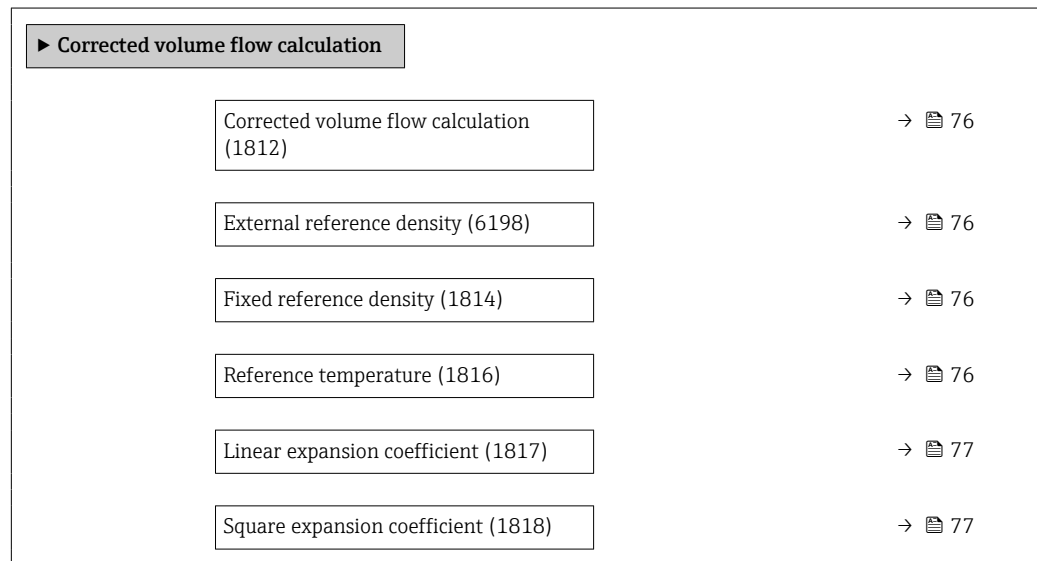 ▶ Corrected volume flow calculation
Corrected volume flow calculation
(1812)
→ 76
External reference density (6198)
→ 76
Fixed reference density (1814)
→ 76
Reference temperature (1816)
→ 76
Linear expansion coefficient (1817)
→ 77
Square expansion coefficient (1818)
→ 77